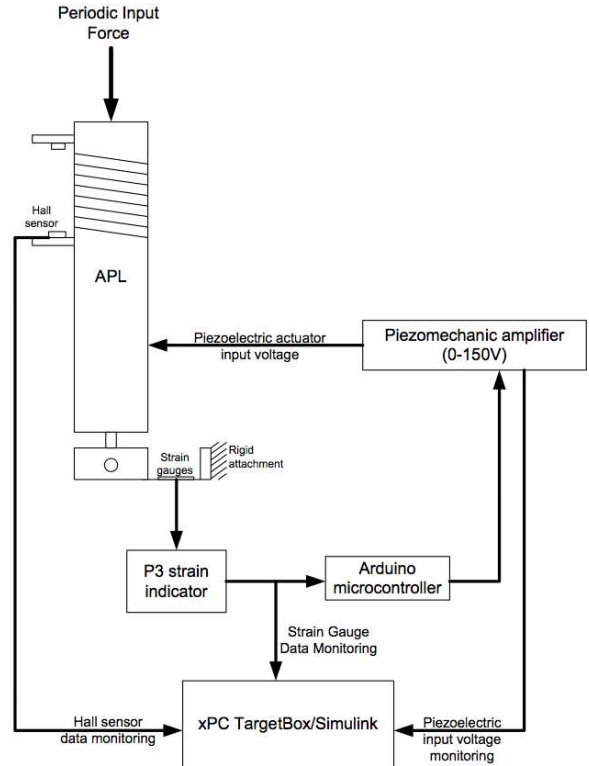 Periodic Input
Force
Hall
sensor
APL
Piezoelectric actuator
input voltage
Piezomechanic amplifier
(0-150V)
Strain
gauges
Rigid
attachment
P3 strain
indicator
Arduino
microcontroller
Strain Gauge
Data Monitoring
Hall sensor
data monitoring
xPC TargetBox/Simulink
Piezoelectric
input voltage
monitoring